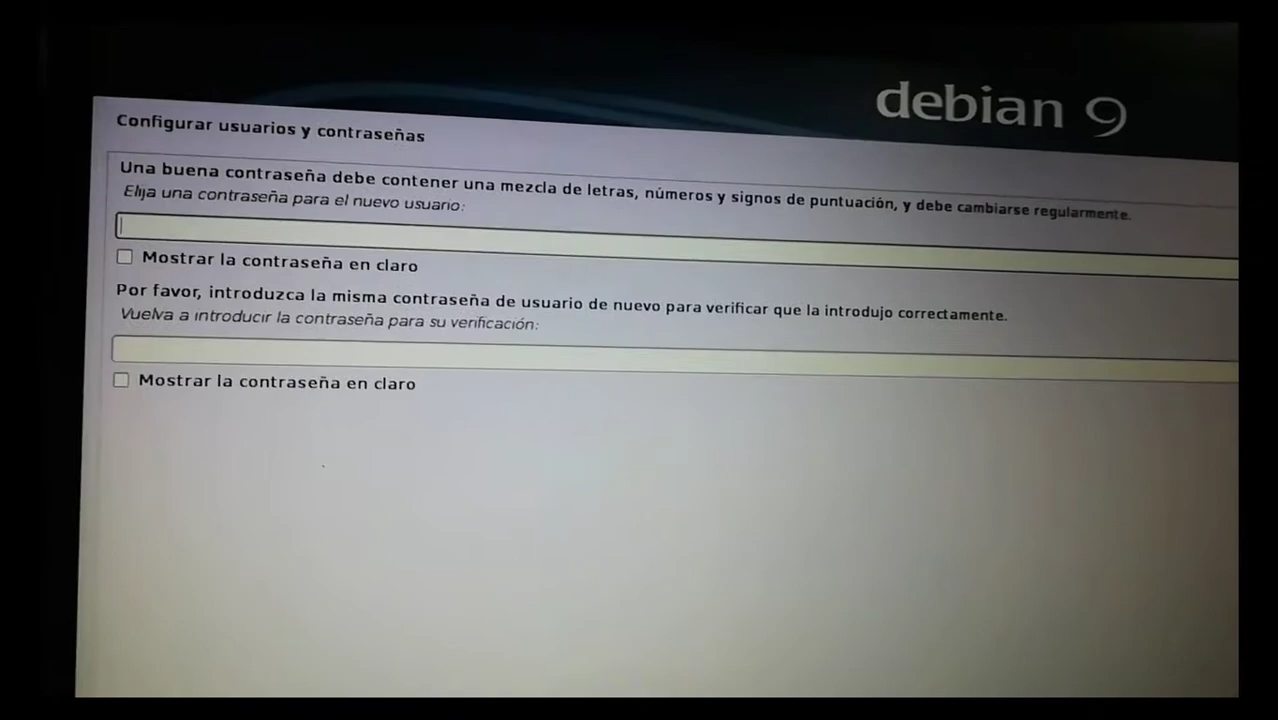 debian 9
Configurar usuarios y contraseñas
Una buena contraseña debe contener una mezcla de letras, números y signos de puntuación, y debe cambiarse regularmente.
Elija una contraseña para el nuevo usuario:
Mostrar la contraseña en claro
Por favor, introduzca la misma contraseña de usuario de nuevo para verificar que la introdujo correctamente.
Vuelva a introducir la contraseña para su verificación:
Mostrar la contraseña en claro